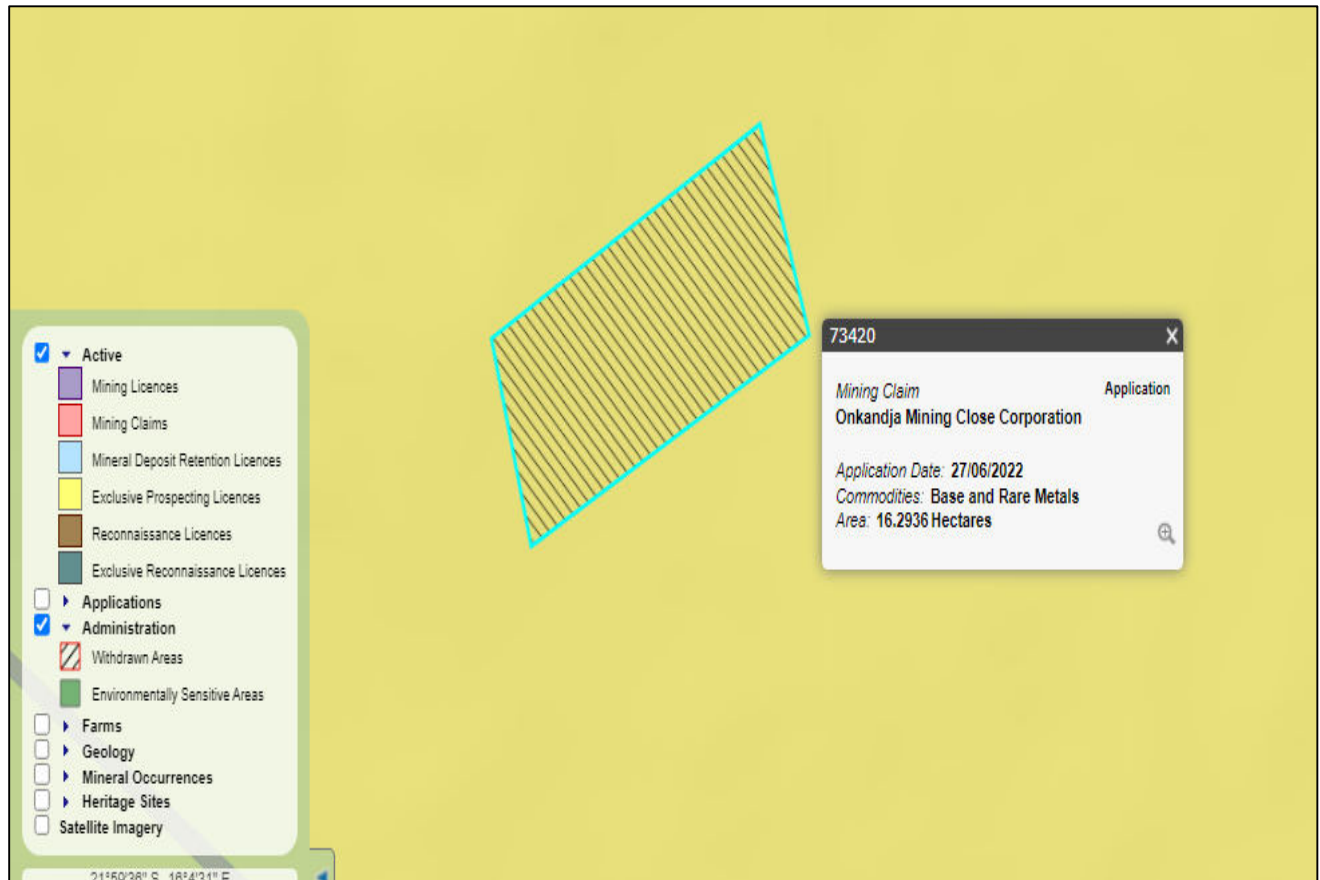 Active
Mining Licences
Mining Claims
Mineral Deposit Retention Licences
Exclusive Prospecting Licences
Reconnaissance Licences
Exclusive Reconnaissance Licences
Applications
Administration
Withdrawn Areas
Environmentally Sensitive Areas
Farms
Geology
Mineral Occurrences
Heritage Sites
Satellite Imagery
73420 X
Mining Claim Application
Onkandja Mining Close Corporation
Application Date: 27/06/2022
Commodities: Base and Rare Metals
Area: 16.2936 Hectares